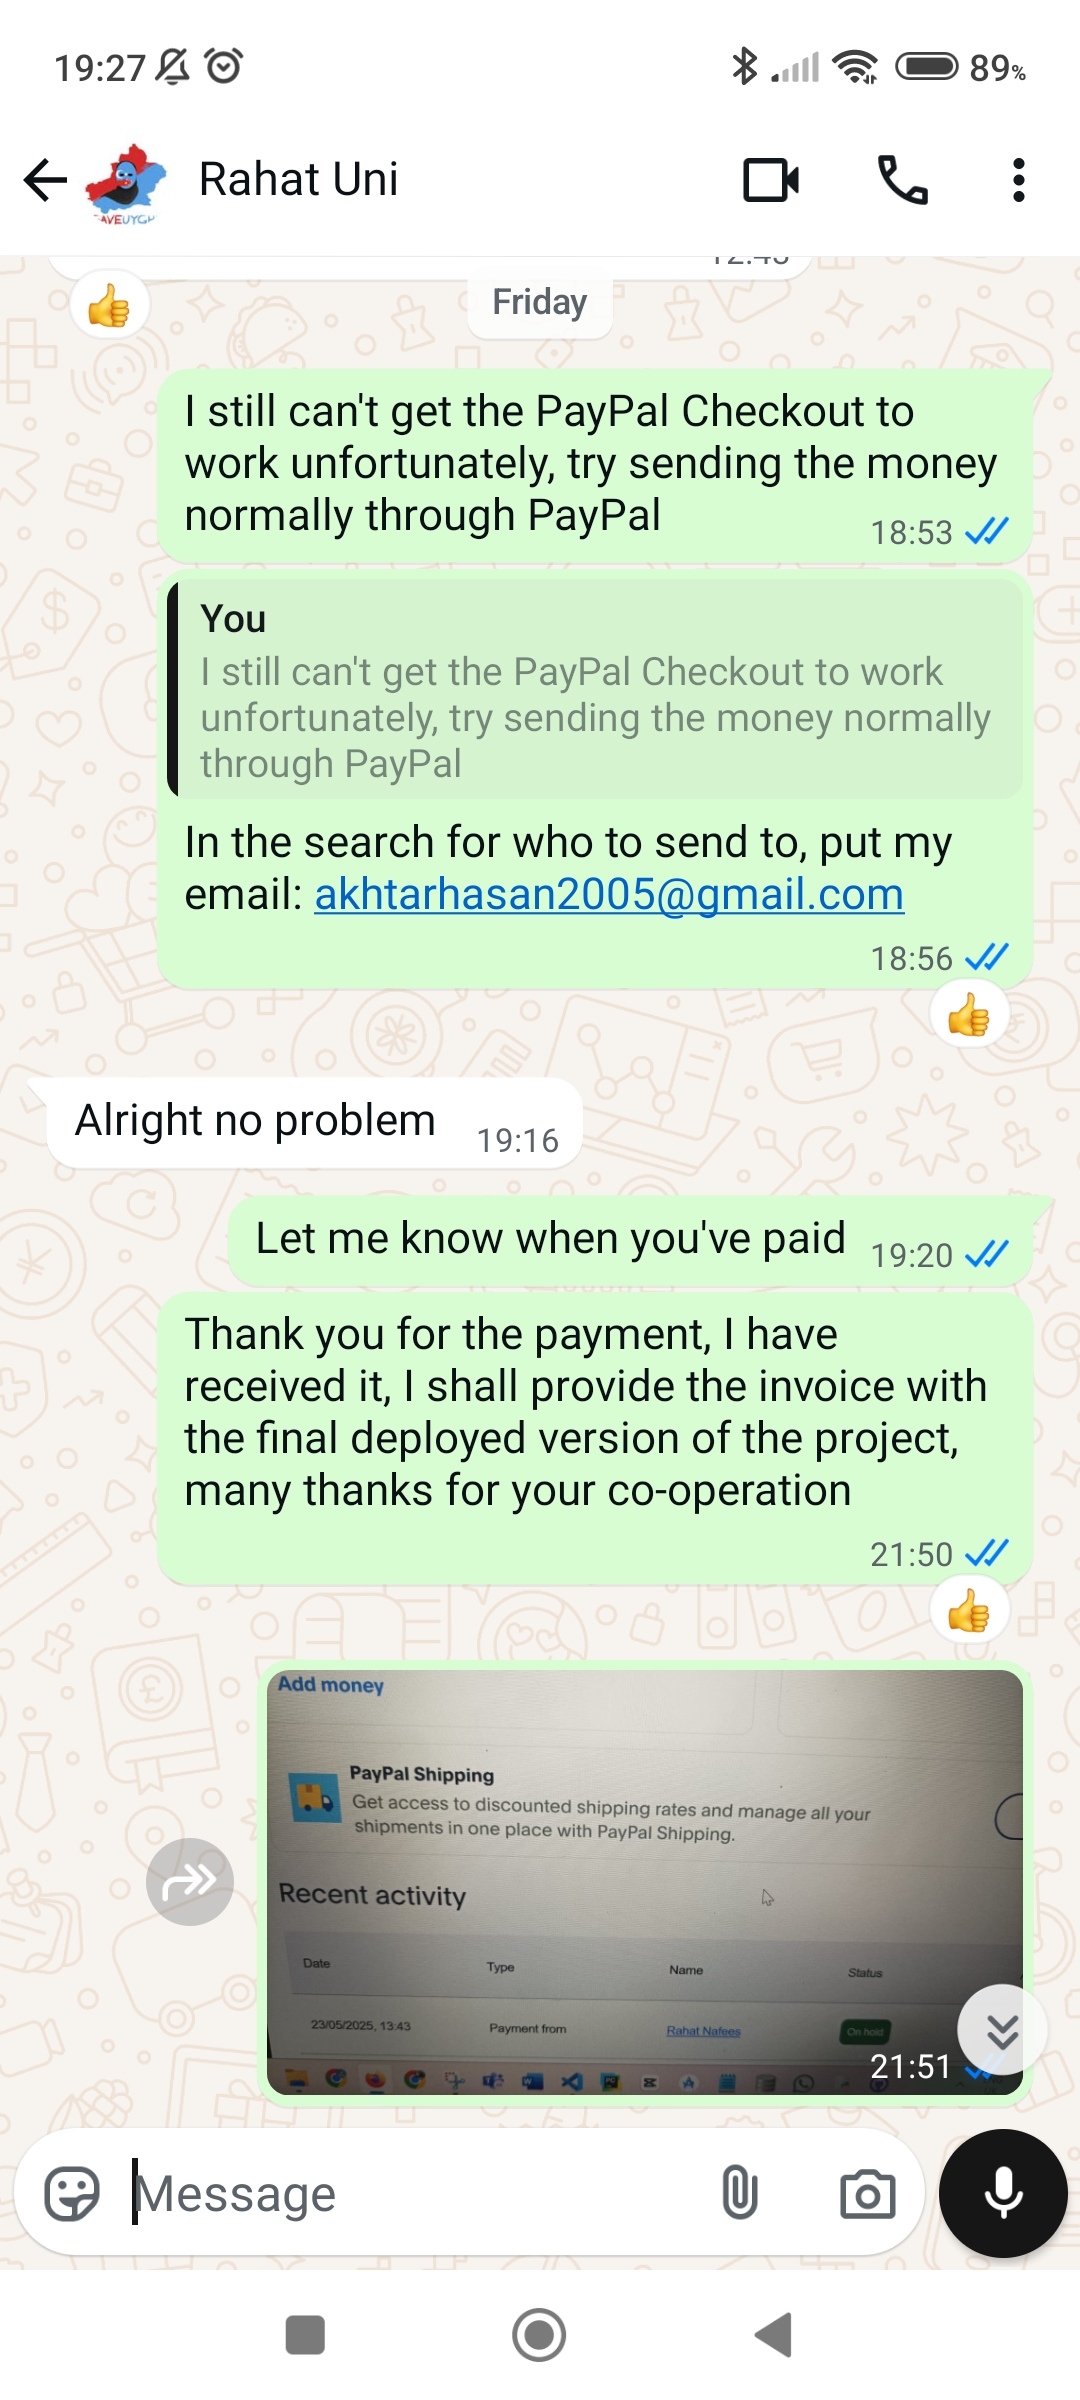 19:27
89%
Rahat Uni
Friday
I still can't get the PayPal Checkout to
work unfortunately, try sending the money
normally through PayPal
18:53
You
I still can't get the PayPal Checkout to work
unfortunately, try sending the money normally
through PayPal
In the search for who to send to, put my
email: akhtarhasan2005@gmail.com
18:56
Alright no problem
19:16
Let me know when you've paid
19:20
Thank you for the payment, I have
received it, I shall provide the invoice with
the final deployed version of the project,
many thanks for your co-operation
21:50
Add money
PayPal Shipping
Get access to discounted shipping rates and manage all your
shipments in one place with PayPal Shipping.
Recent activity
Date Type Name Status
23/05/2025, 13:43 Payment from Rahat Nafees On hold
21:51
Message